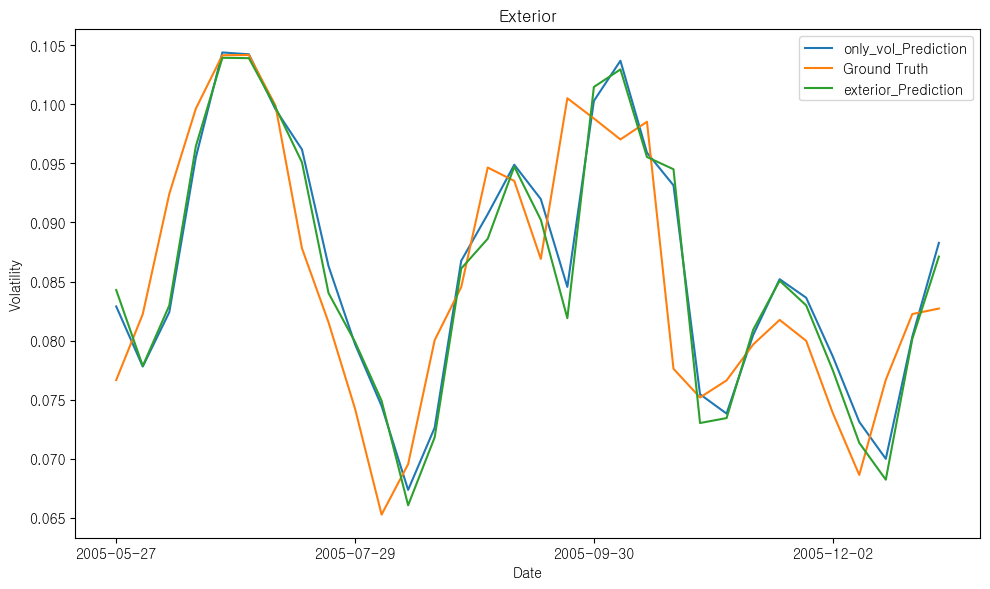 Exterior
only_vol_Prediction
Ground Truth
exterior_Prediction
Volatility
0.105
0.100
0.095
0.090
0.085
0.080
0.075
0.070
0.065
2005-05-27
2005-07-29
2005-09-30
2005-12-02
Date